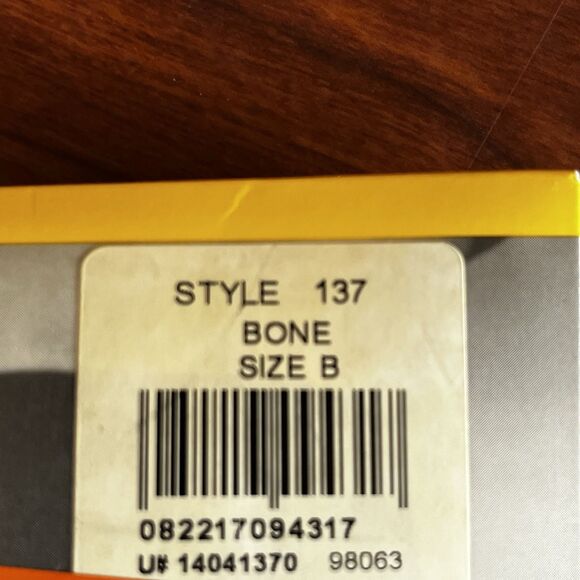 STYLE 137
BONE
SIZE B
082217094317
U# 14041370 98063